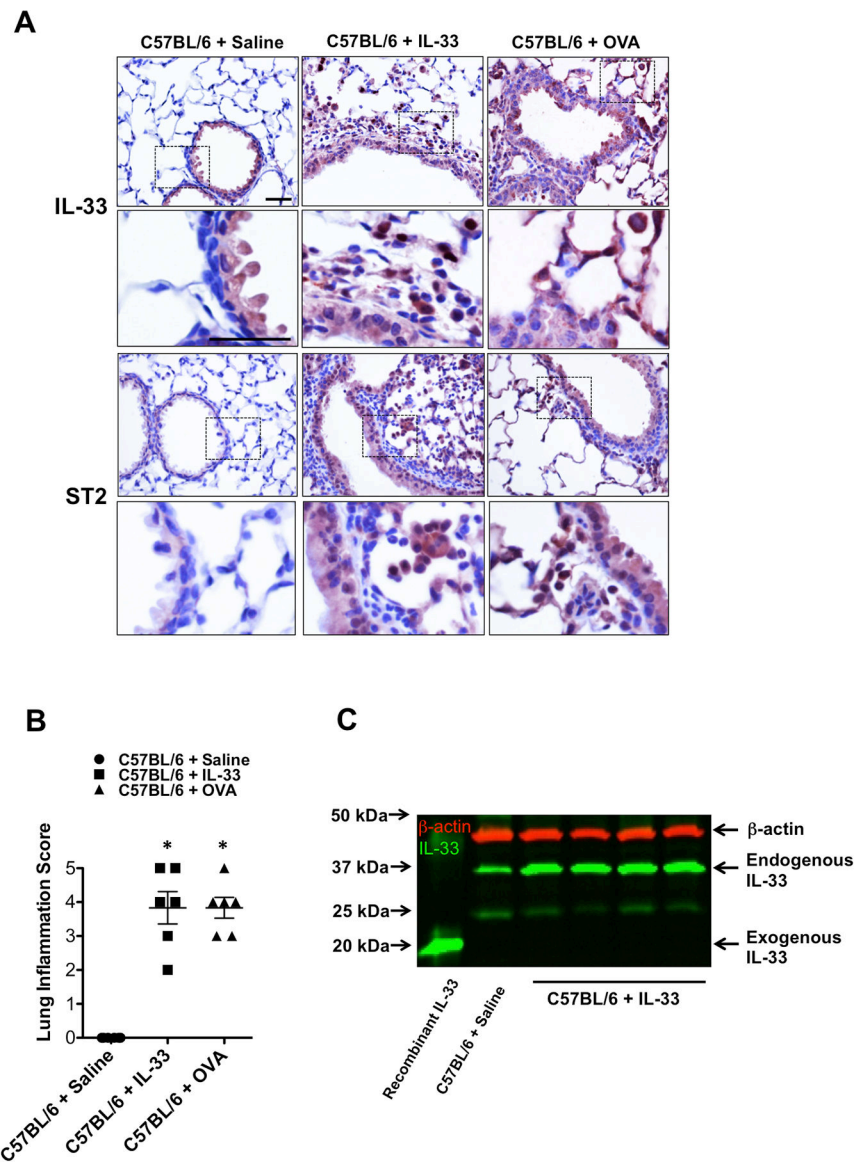 A
C57BL/6 + Saline
C57BL/6 + IL-33
C57BL/6 + OVA
IL-33
ST2
B
C57BL/6 + Saline
C57BL/6 + IL-33
C57BL/6 + OVA
* *
Lung Inflammation Score
5
4
3
2
1
0
C57BL/6 + Saline
C57BL/6 + IL-33
C57BL/6 + OVA
C
50 kDa
37 kDa
25 kDa
20 kDa
β-actin
IL-33
β-actin
Endogenous
IL-33
Exogenous
IL-33
Recombinant IL-33
C57BL/6 + Saline
C57BL/6 + IL-33